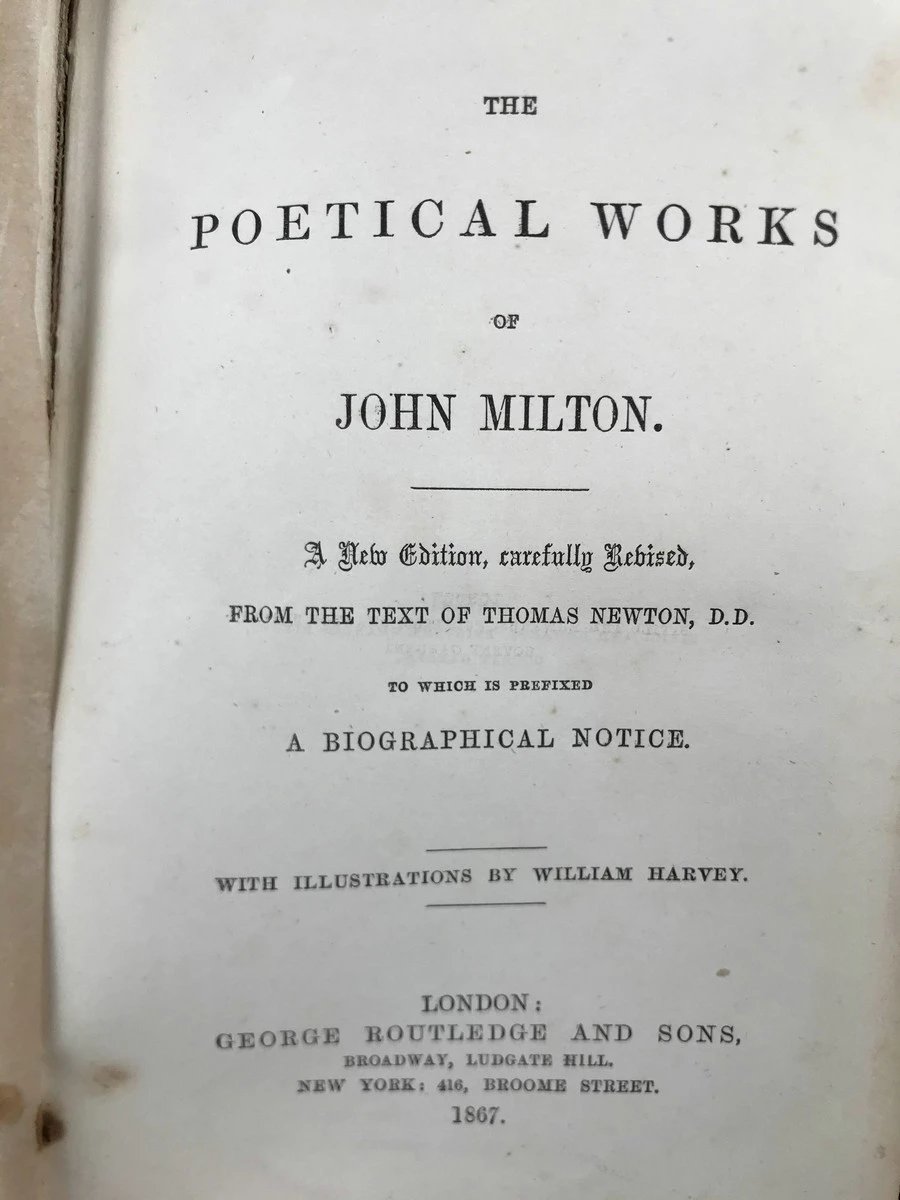 THE
POETICAL WORKS
OF
JOHN MILTON.
A New Edition, carefully Revised,
FROM THE TEXT OF THOMAS NEWTON, D.D.
TO WHICH IS PREFIXED
A BIOGRAPHICAL NOTICE.
WITH ILLUSTRATIONS BY WILLIAM HARVEY.
LONDON:
GEORGE ROUTLEDGE AND SONS,
BROADWAY, LUDGATE HILL.
NEW YORK: 416, BROOME STREET.
1867.